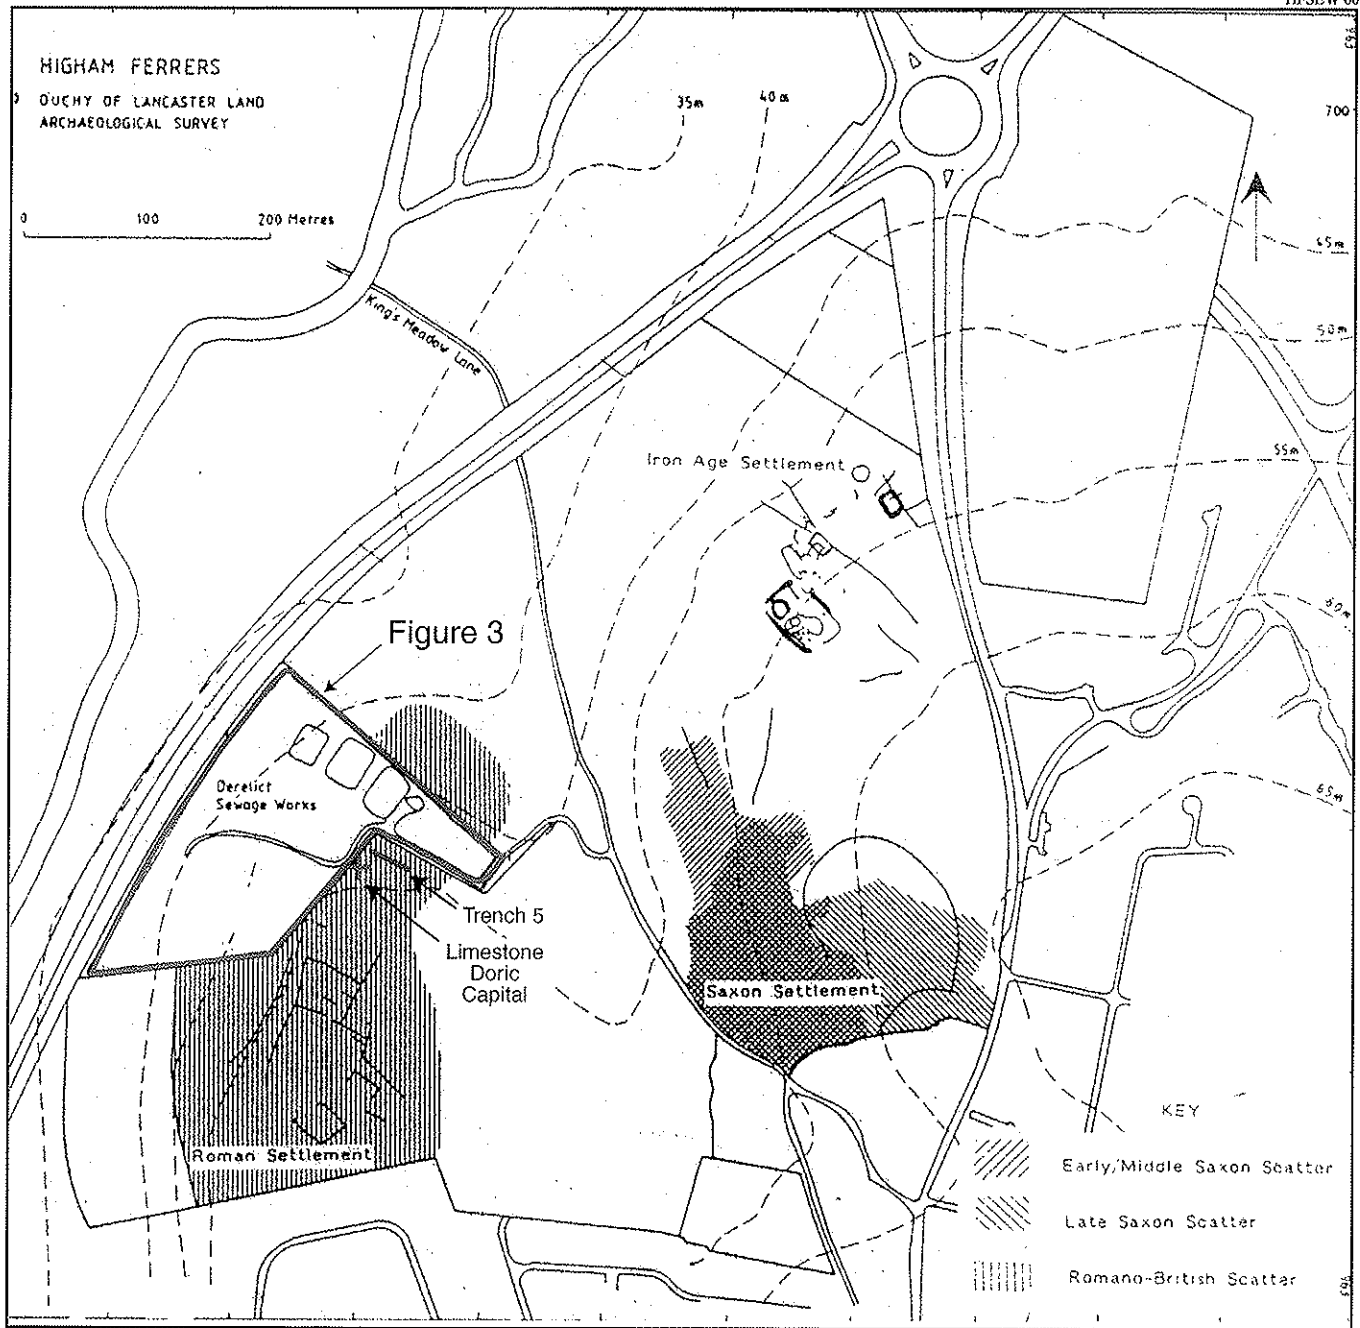 HIGHAM FERRERS
DUCHY OF LANCASTER LAND
ARCHAEOLOGICAL SURVEY
0 100 200 Metres
35m
40m
700
45m
King's Meadow Lane
50m
Iron Age Settlement
55m
60m
Figure 3
Derelict
Sewage Works
65m
Trench 5
Limestone
Doric
Capital
Saxon Settlement
Roman Settlement
KEY
Early/Middle Saxon Scatter
Late Saxon Scatter
Romano-British Scatter